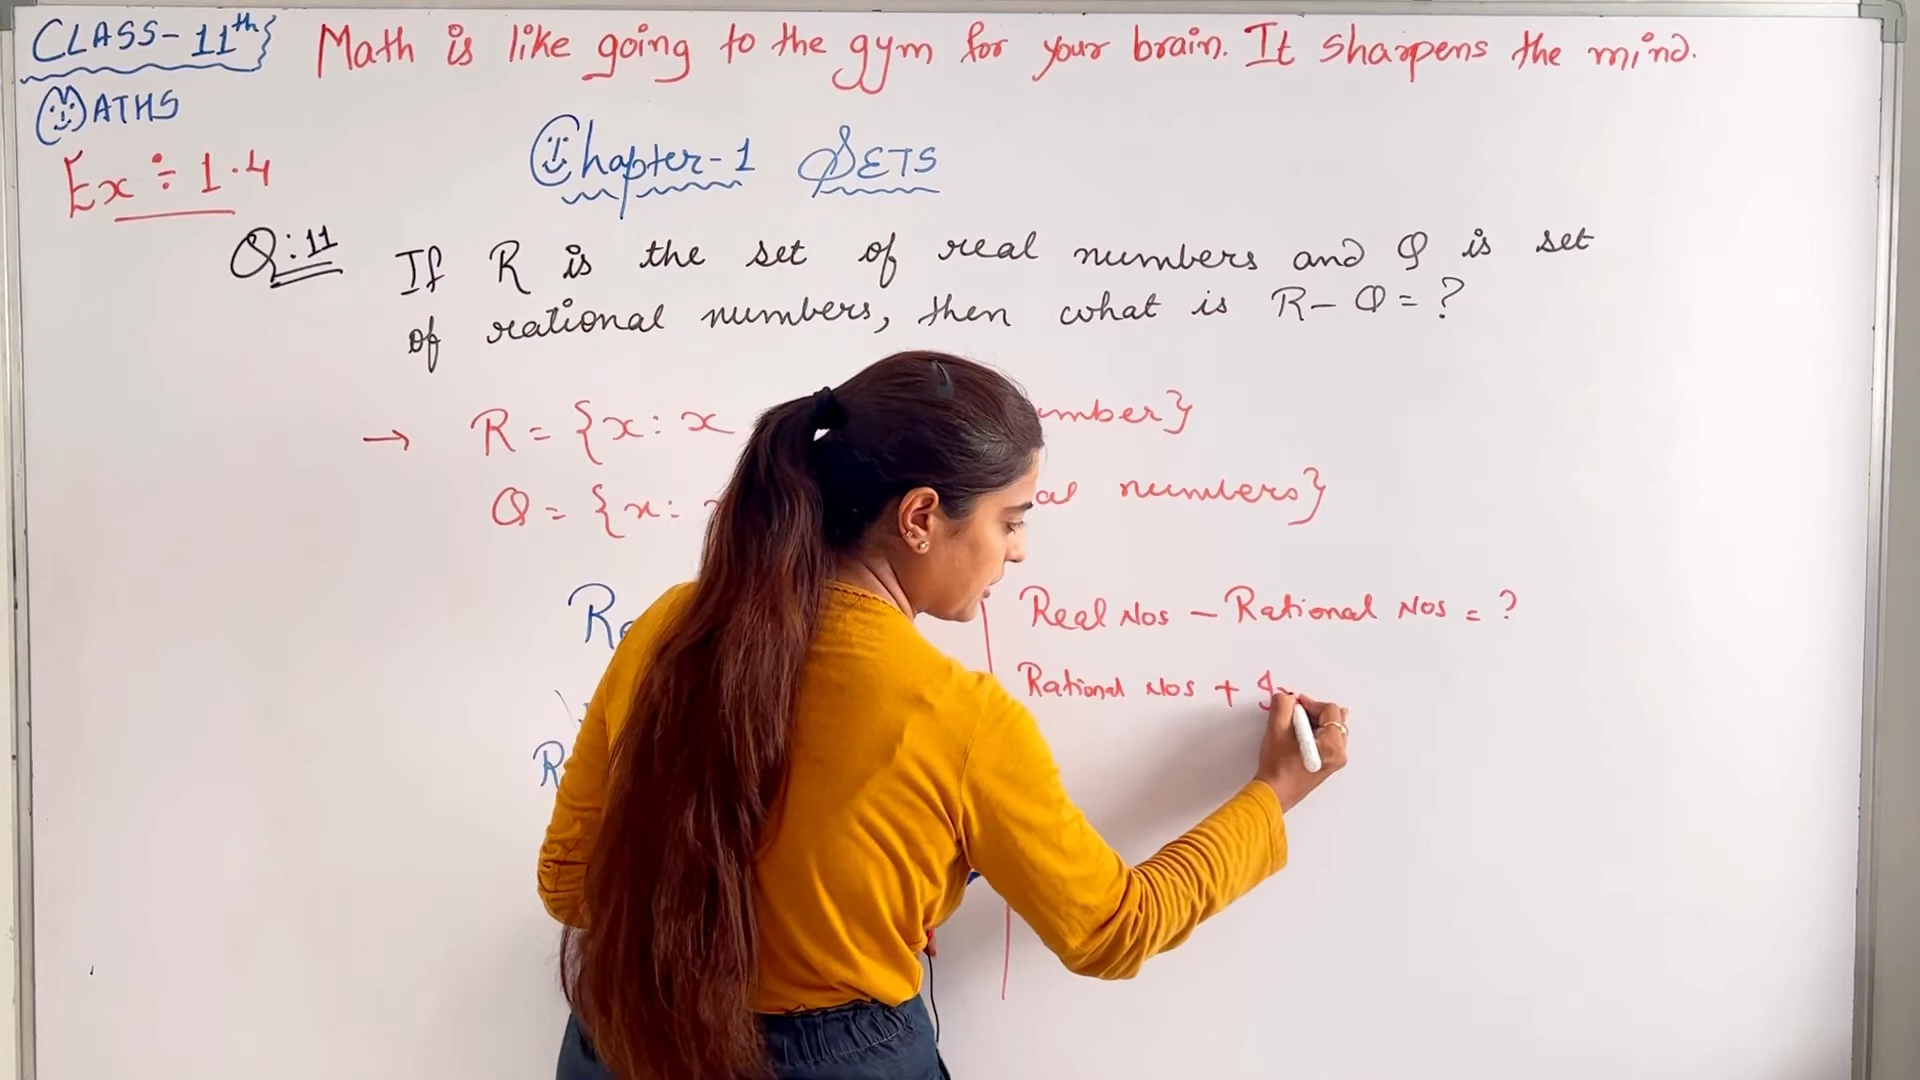 CLASS-11th} Math is like going to the gym for your brain. It sharpens the mind.
MATHS
Chapter-1 SETS
Ex ÷ 1.4
Q:11 If R is the set of real numbers and Q is set
of rational numbers, then what is R - Q = ?
→ R = {x: x umber}
Q = {x: al numbers}
Re
Real Nos - Rational Nos = ?
Rational Nos +
R